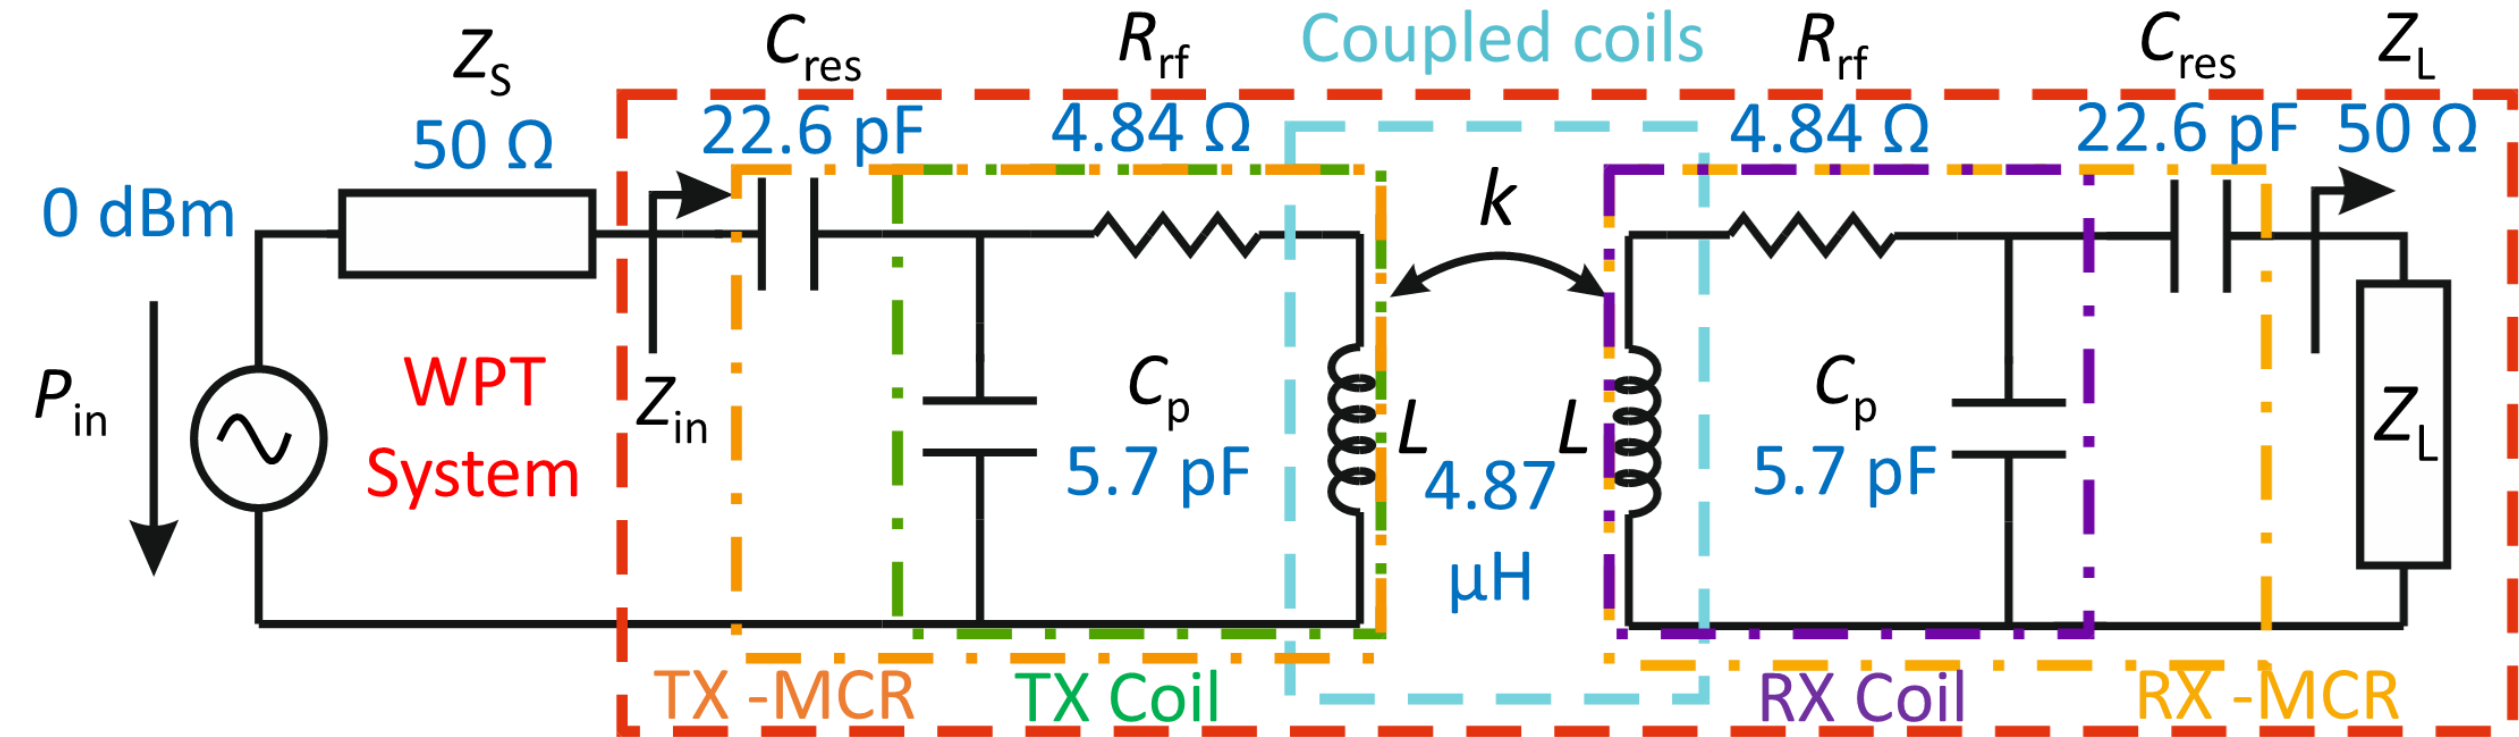 Z_S
50 Ω
0 dBm
P_in
WPT
System
Z_in
C_res
22.6 pF
R_rf
4.84 Ω
Coupled coils
k
C_p
5.7 pF
L
L
4.87
µH
R_rf
4.84 Ω
C_res
22.6 pF
Z_L
50 Ω
C_p
5.7 pF
Z_L
TX -MCR
TX Coil
RX Coil
RX -MCR